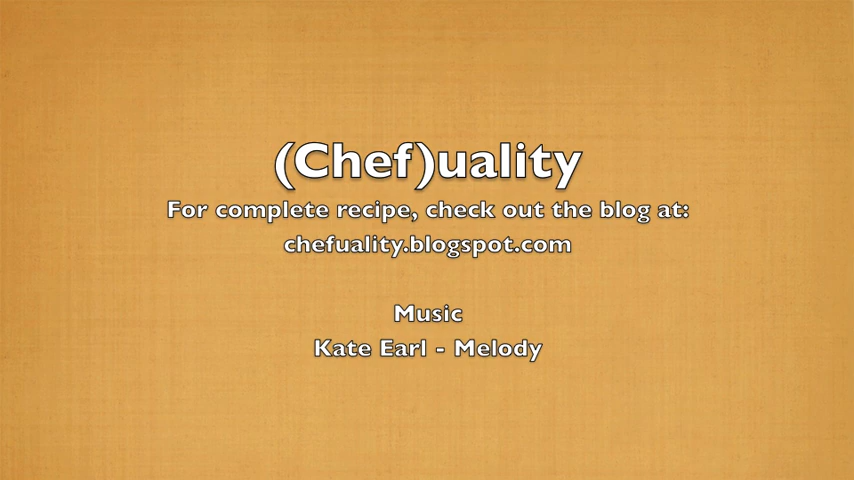 (Chef)uality
For complete recipe, check out the blog at:
chefuality.blogspot.com
Music
Kate Earl - Melody